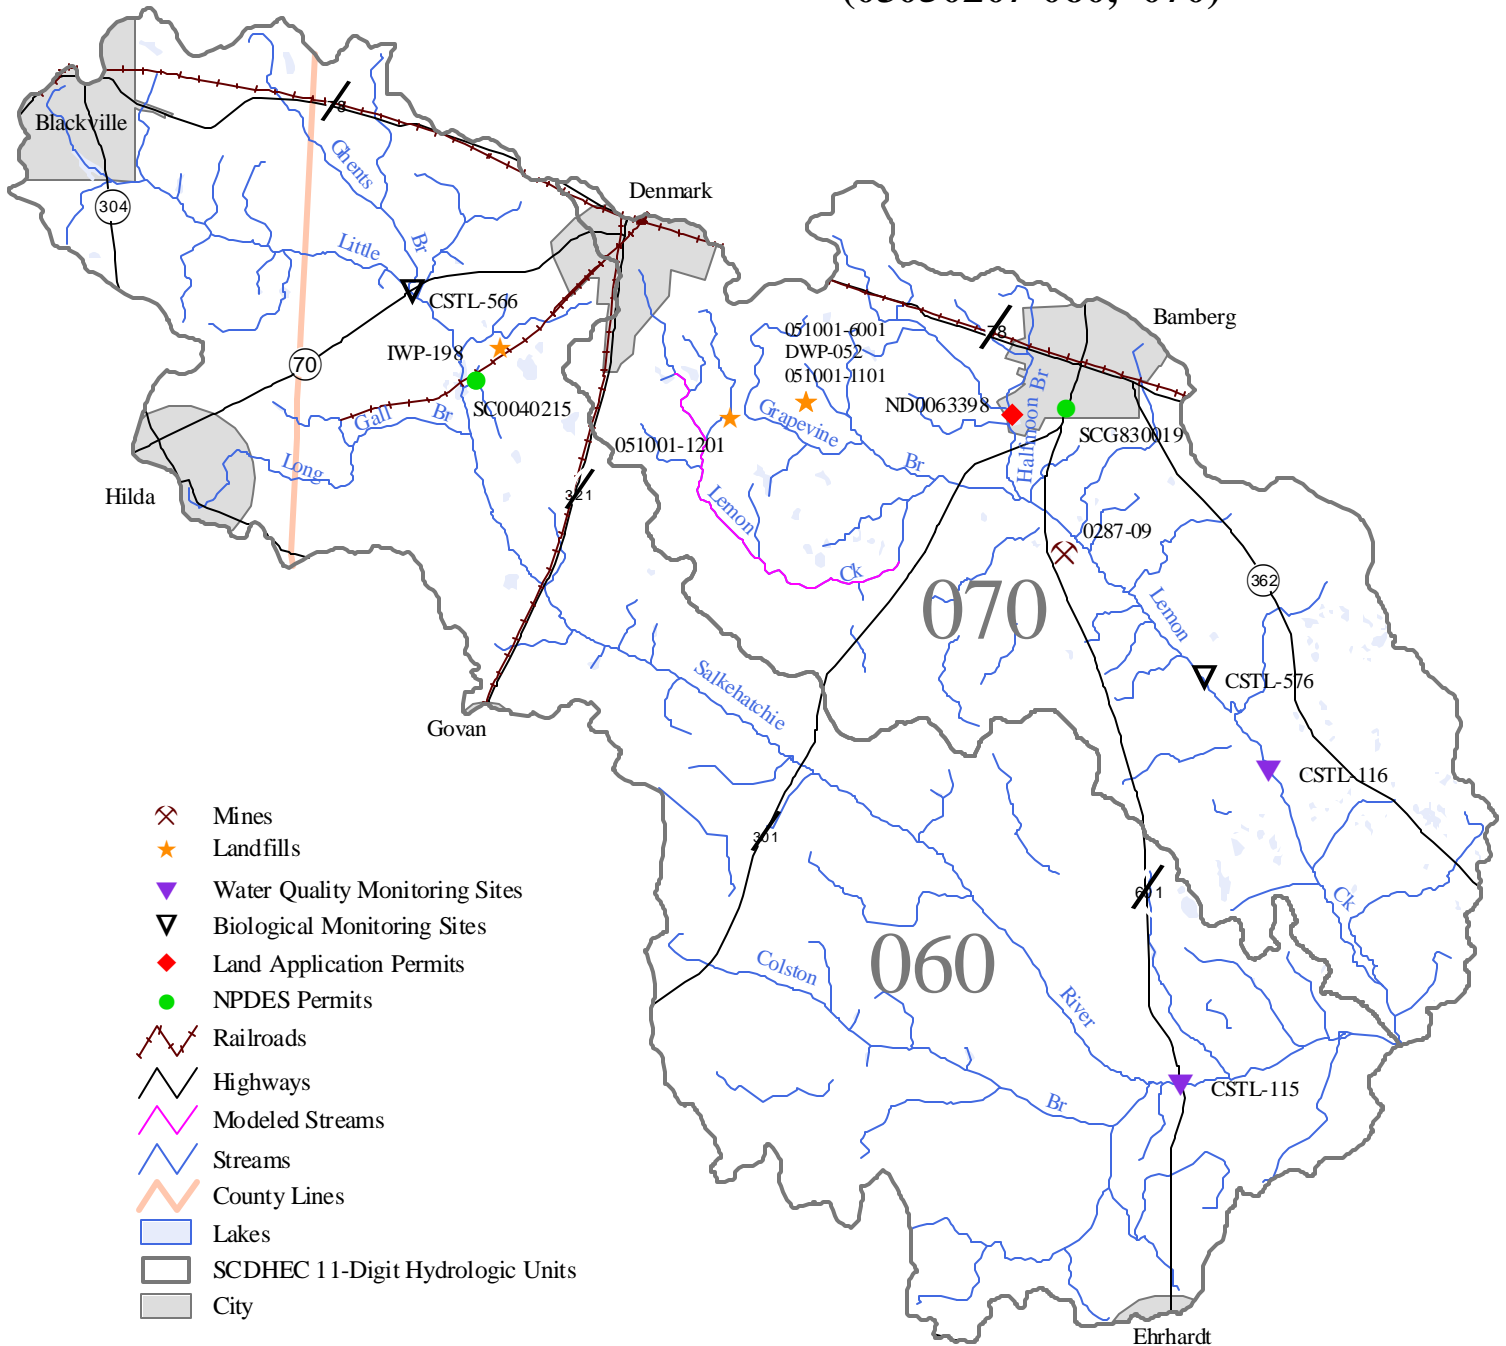 Blackville
78
Ghents
Br
Denmark
304
Little
CSTL-566
70
IWP-198
SC0040215
Gall
Br
Long
Hilda
321
051001-6001
DWP-052
051001-1101
051001-1201
Grapevine
Br
Lemon
Ck
ND0063398
78
Halfmoon Br
Bamberg
SCG830019
0287-09
070
362
Lemon
CSTL-576
CSTL-116
Ck
Salkehatchie
Govan
301
601
060
Colston
River
Br
CSTL-115
Ehrhardt
Mines
Landfills
Water Quality Monitoring Sites
Biological Monitoring Sites
Land Application Permits
NPDES Permits
Railroads
Highways
Modeled Streams
Streams
County Lines
Lakes
SCDHEC 11-Digit Hydrologic Units
City